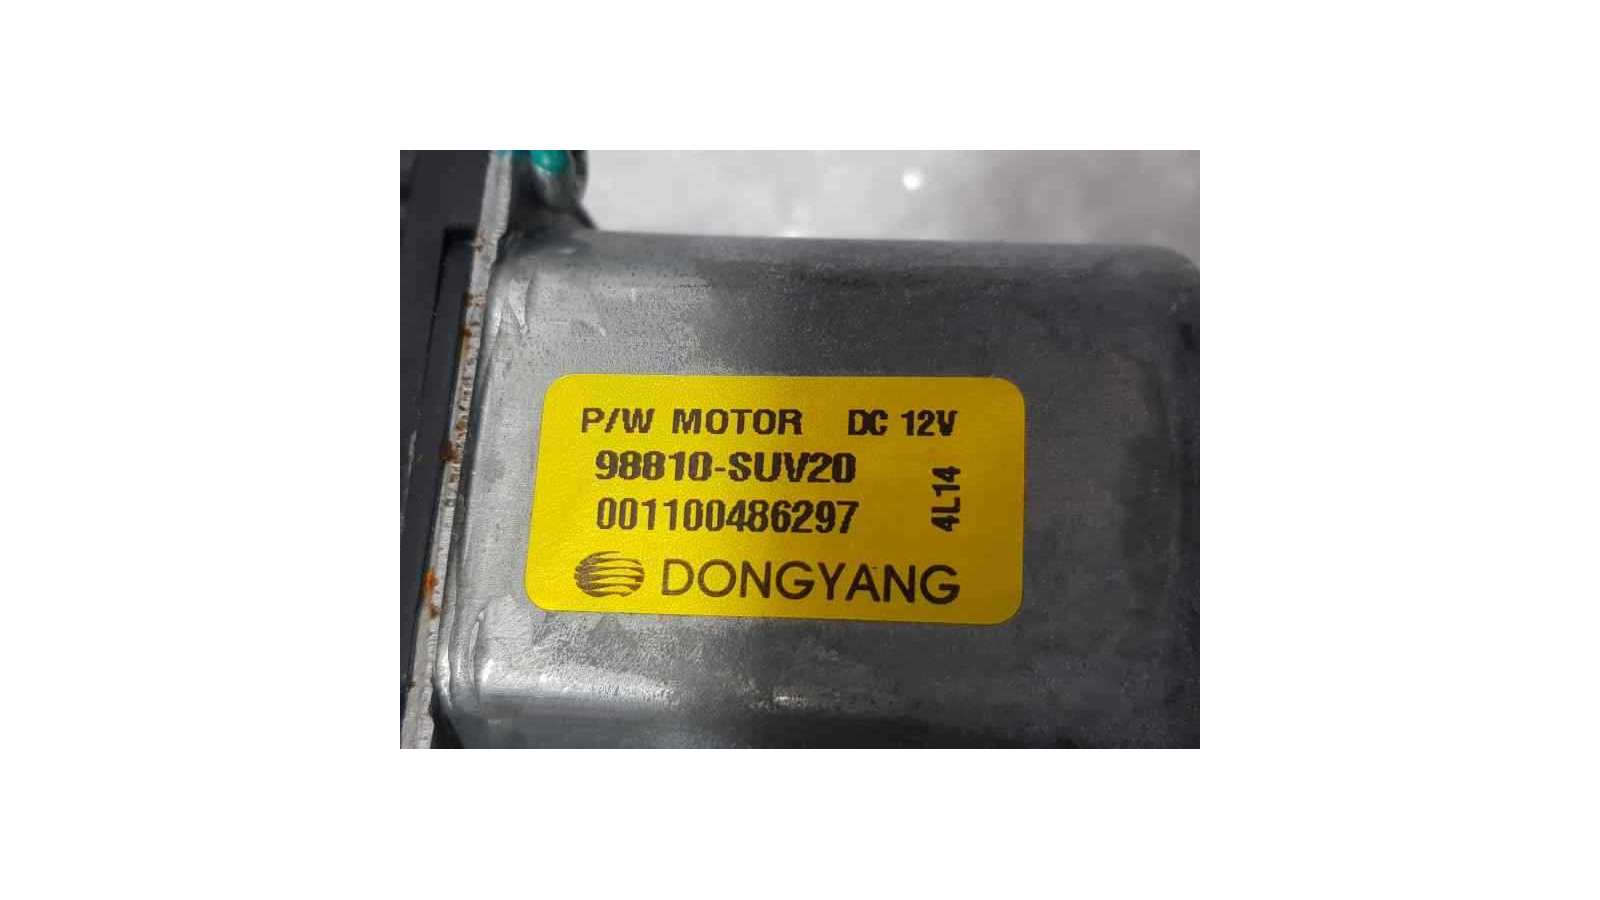 P/W MOTOR DC 12V
98810-SUV20
001100486297
4L14
DONGYANG